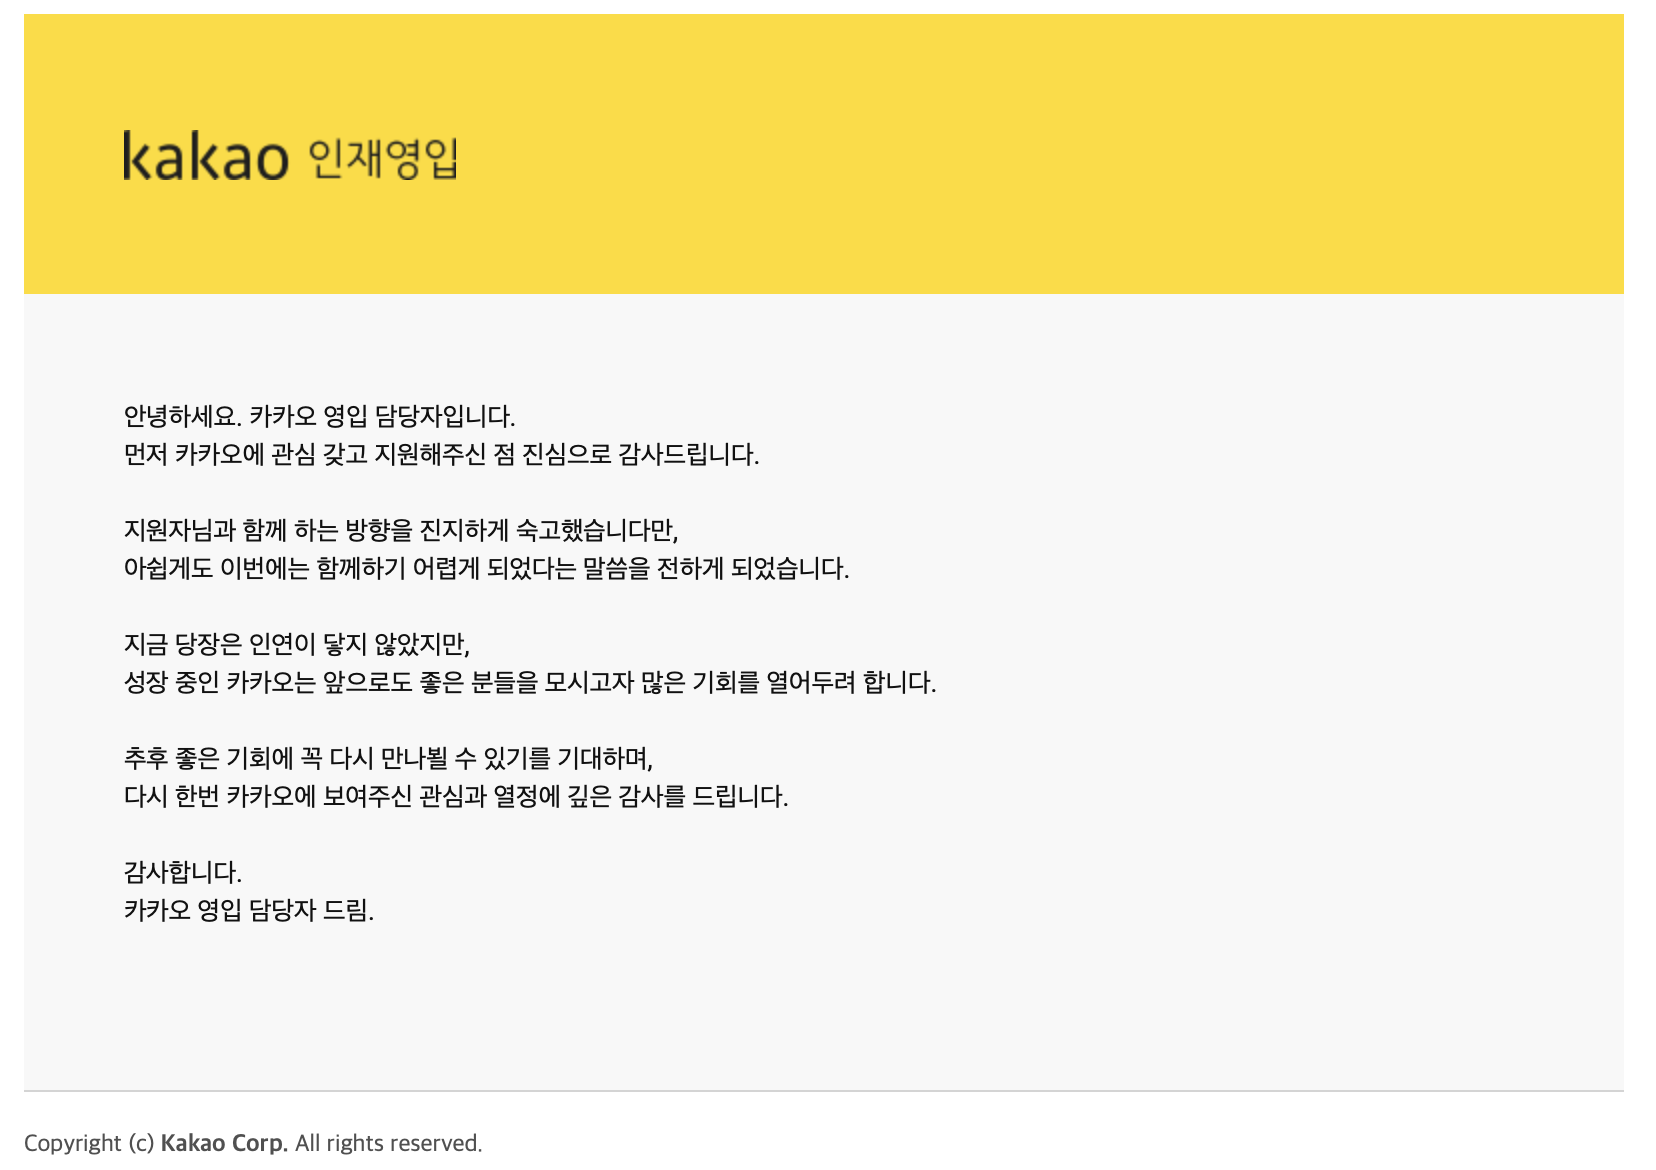 kakao 인재영입
안녕하세요. 카카오 영입 담당자입니다.
먼저 카카오에 관심 갖고 지원해주신 점 진심으로 감사드립니다.
지원자님과 함께 하는 방향을 진지하게 숙고했습니다만,
아쉽게도 이번에는 함께하기 어렵게 되었다는 말씀을 전하게 되었습니다.
지금 당장은 인연이 닿지 않았지만,
성장 중인 카카오는 앞으로도 좋은 분들을 모시고자 많은 기회를 열어두려 합니다.
추후 좋은 기회에 꼭 다시 만나뵐 수 있기를 기대하며,
다시 한번 카카오에 보여주신 관심과 열정에 깊은 감사를 드립니다.
감사합니다.
카카오 영입 담당자 드림.
Copyright (c) Kakao Corp. All rights reserved.